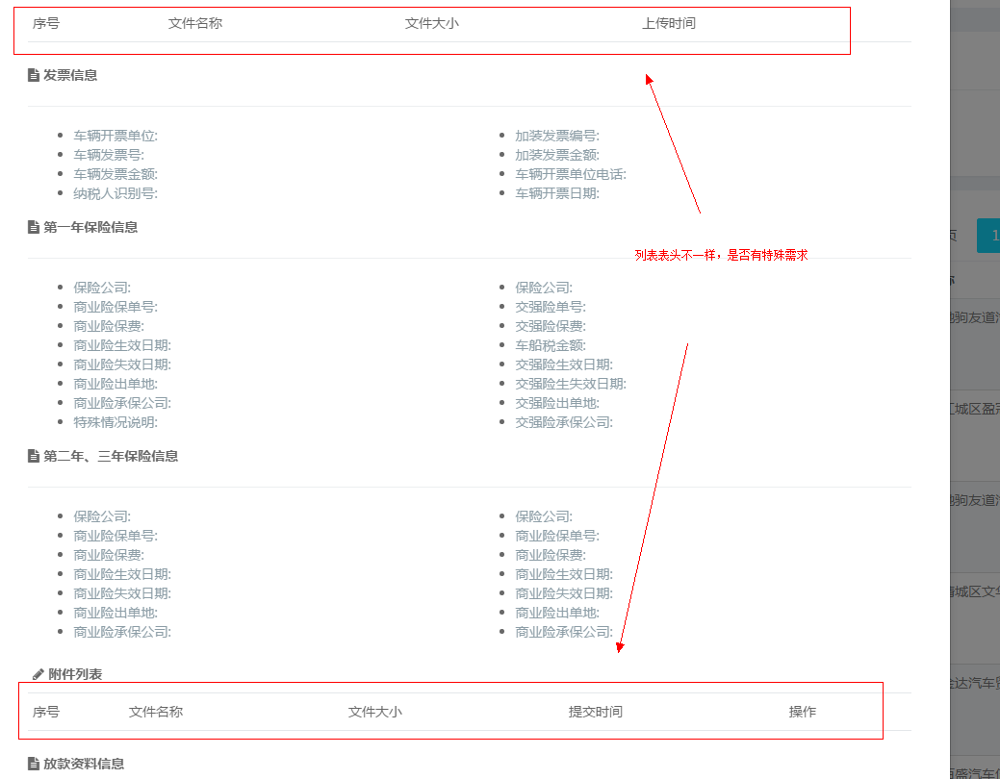 序号 文件名称 文件大小 上传时间
发票信息
车辆开票单位: 加装发票编号:
车辆发票号: 加装发票金额:
车辆发票金额: 车辆开票单位电话:
纳税人识别号: 车辆开票日期:
第一年保险信息
列表表头不一样，是否有特殊需求
保险公司: 保险公司:
商业险保单号: 交强险单号:
商业险保费: 交强险保费:
商业险生效日期: 车船税金额:
商业险失效日期: 交强险生效日期:
商业险出单地: 交强险生失效日期:
商业险承保公司: 交强险出单地:
特殊情况说明: 交强险承保公司:
第二年、三年保险信息
保险公司: 保险公司:
商业险保单号: 商业险保单号:
商业险保费: 商业险保费:
商业险生效日期: 商业险生效日期:
商业险失效日期: 商业险失效日期:
商业险出单地: 商业险出单地:
商业险承保公司: 商业险承保公司:
附件列表
序号 文件名称 文件大小 提交时间 操作
放款资料信息
页 1
驹友道
城区盈
驹友道
城区文
达汽车
盛汽车